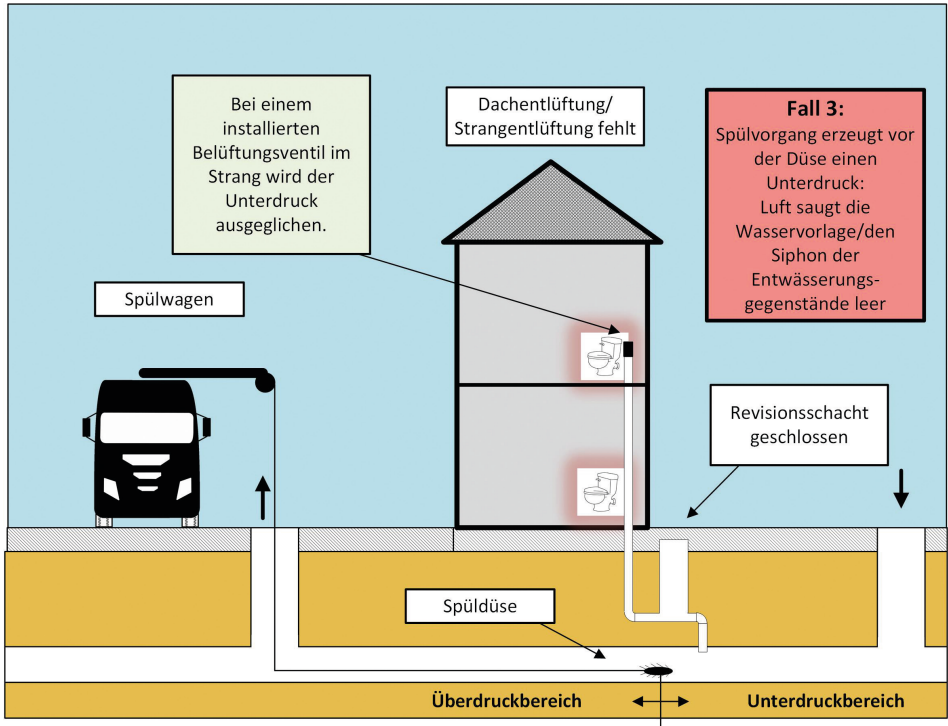 Bei einem
installierten
Belüftungsventil im
Strang wird der
Unterdruck
ausgeglichen.
Dachentlüftung/
Strangentlüftung fehlt
Fall 3:
Spülvorgang erzeugt vor
der Düse einen
Unterdruck:
Luft saugt die
Wasservorlage/den
Siphon der
Entwässerungs-
gegenstände leer
Spülwagen
Revisionsschacht
geschlossen
Spüldüse
Überdruckbereich
Unterdruckbereich